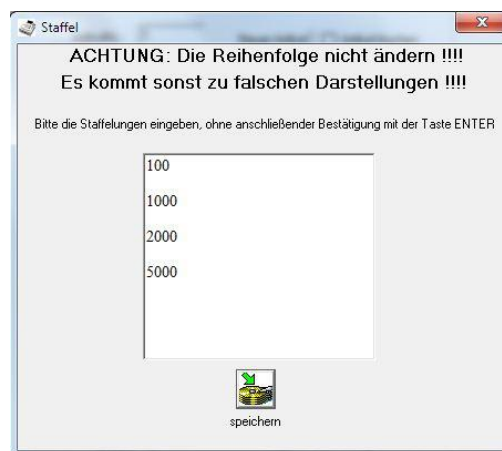 Staffel
ACHTUNG: Die Reihenfolge nicht ändern !!!!
Es kommt sonst zu falschen Darstellungen !!!!
Bitte die Staffelungen eingeben, ohne anschließender Bestätigung mit der Taste ENTER
100
1000
2000
5000
speichern